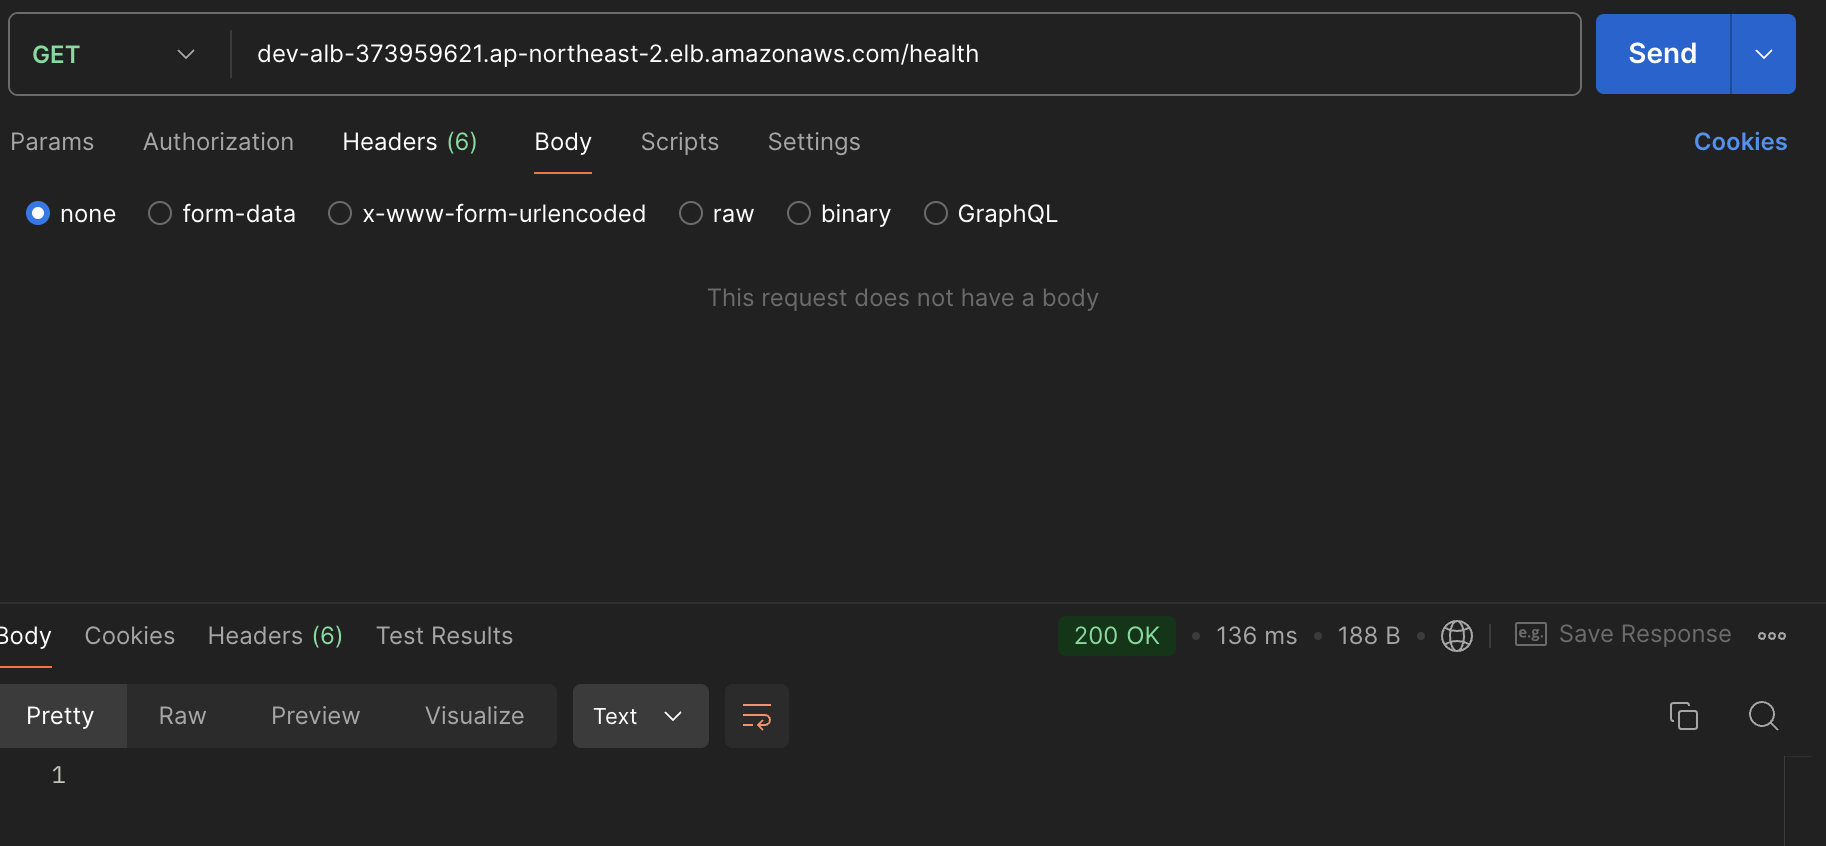 GET dev-alb-373959621.ap-northeast-2.elb.amazonaws.com/health Send
Params Authorization Headers (6) Body Scripts Settings Cookies
none form-data x-www-form-urlencoded raw binary GraphQL
This request does not have a body
Body Cookies Headers (6) Test Results 200 OK • 136 ms • 188 B • e.g. Save Response
Pretty Raw Preview Visualize Text
1